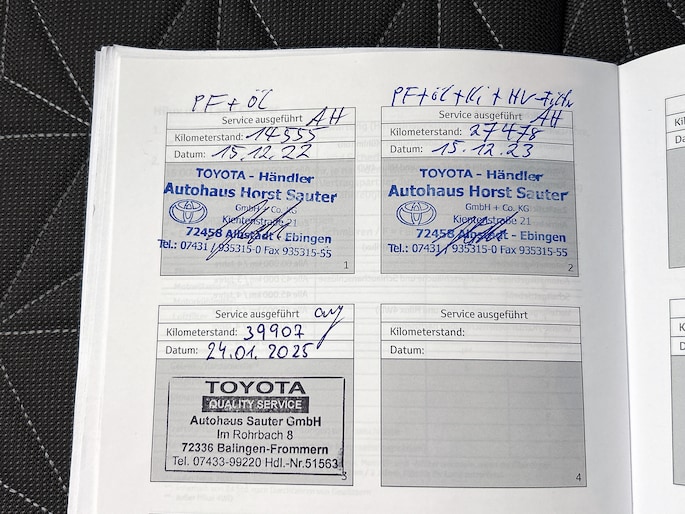 PF + Öl
Service ausgeführt AH
Kilometerstand: 14555
Datum: 15.12.22
TOYOTA - Händler
Autohaus Horst Sauter
GmbH + Co. KG
Kientenstraße 21
72458 Albstadt - Ebingen
Tel.: 07431 / 935315-0 Fax 935315-55
1
PF + Öl + Ki + HV-Filter
Service ausgeführt AH
Kilometerstand: 27478
Datum: 15.12.23
TOYOTA - Händler
Autohaus Horst Sauter
GmbH + Co. KG
Kientenstraße 21
72458 Albstadt - Ebingen
Tel.: 07431 / 935315-0 Fax 935315-55
2
Service ausgeführt
Kilometerstand: 39907
Datum: 24.01.2025
TOYOTA
QUALITY SERVICE
Autohaus Sauter GmbH
Im Rohrbach 8
72336 Balingen-Frommern
Tel. 07433-99220 Hdl.-Nr.51563
3
Service ausgeführt
Kilometerstand:
Datum:
4